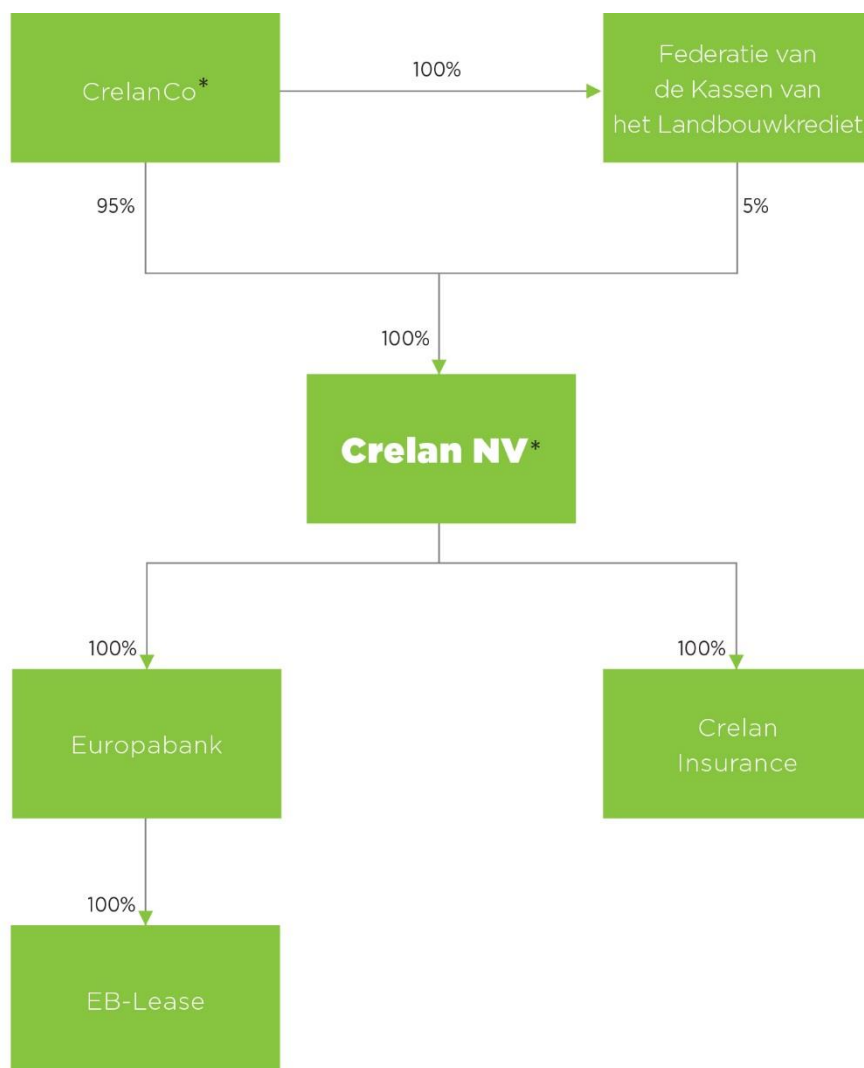 CrelanCo*
100%
Federatie van
de Kassen van
het Landbouwkrediet
95%
5%
100%
Crelan NV*
100%
100%
Europabank
Crelan
Insurance
100%
EB-Lease